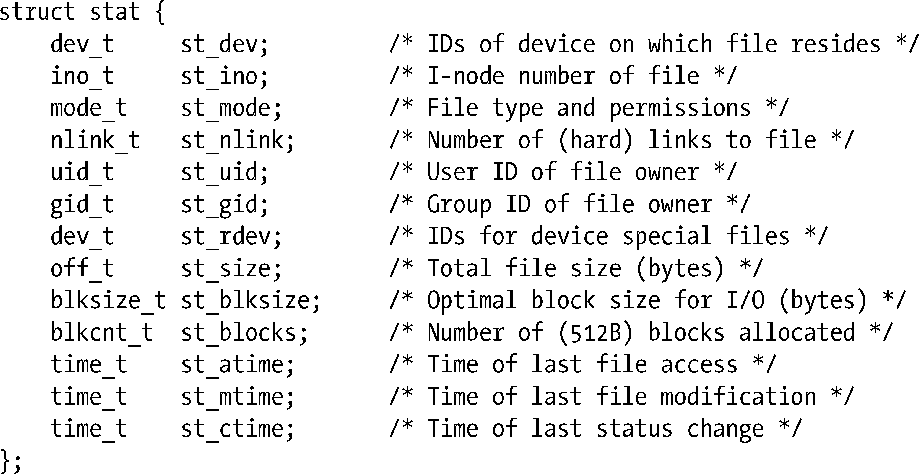 struct stat {
    dev_t     st_dev;         /* IDs of device on which file resides */
    ino_t     st_ino;         /* I-node number of file */
    mode_t    st_mode;        /* File type and permissions */
    nlink_t   st_nlink;       /* Number of (hard) links to file */
    uid_t     st_uid;         /* User ID of file owner */
    gid_t     st_gid;         /* Group ID of file owner */
    dev_t     st_rdev;        /* IDs for device special files */
    off_t     st_size;        /* Total file size (bytes) */
    blksize_t st_blksize;     /* Optimal block size for I/O (bytes) */
    blkcnt_t  st_blocks;      /* Number of (512B) blocks allocated */
    time_t    st_atime;       /* Time of last file access */
    time_t    st_mtime;       /* Time of last file modification */
    time_t    st_ctime;       /* Time of last status change */
};